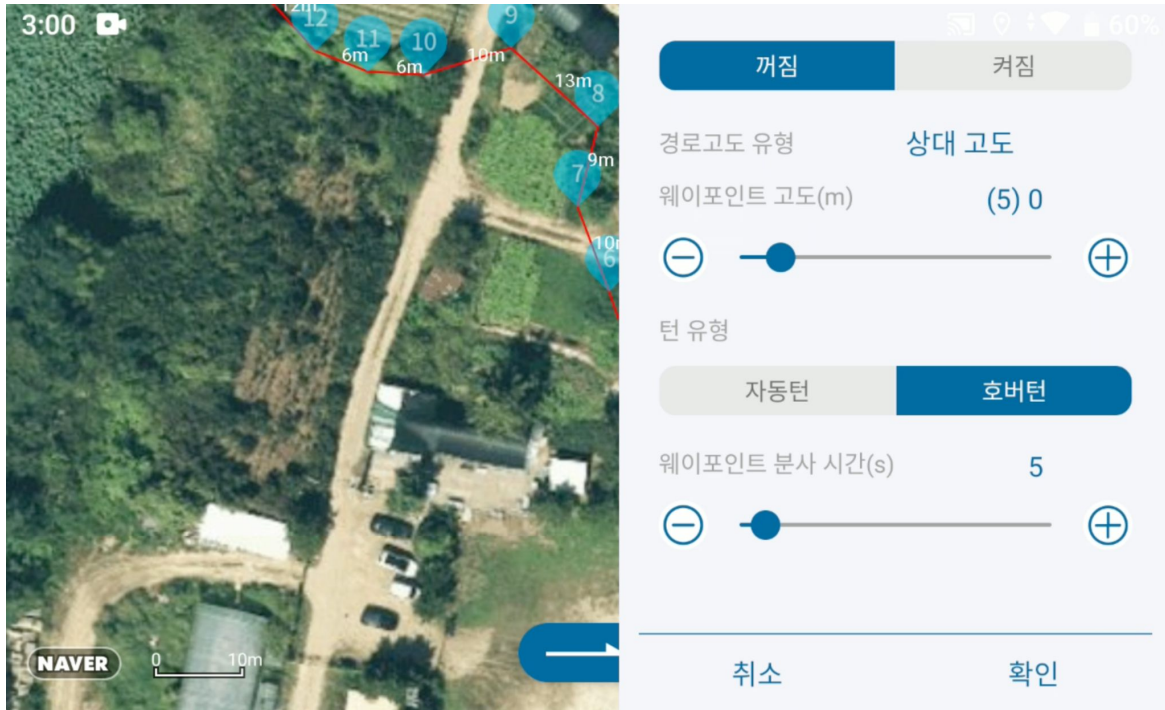 3:00
60%
12m
12
11
10
9
6m
6m
10m
13m
8
9m
7
6
NAVER
0 10m
꺼짐 켜짐
경로고도 유형 상대 고도
웨이포인트 고도(m) (5) 0
턴 유형
자동턴 호버턴
웨이포인트 분사 시간(s) 5
취소 확인